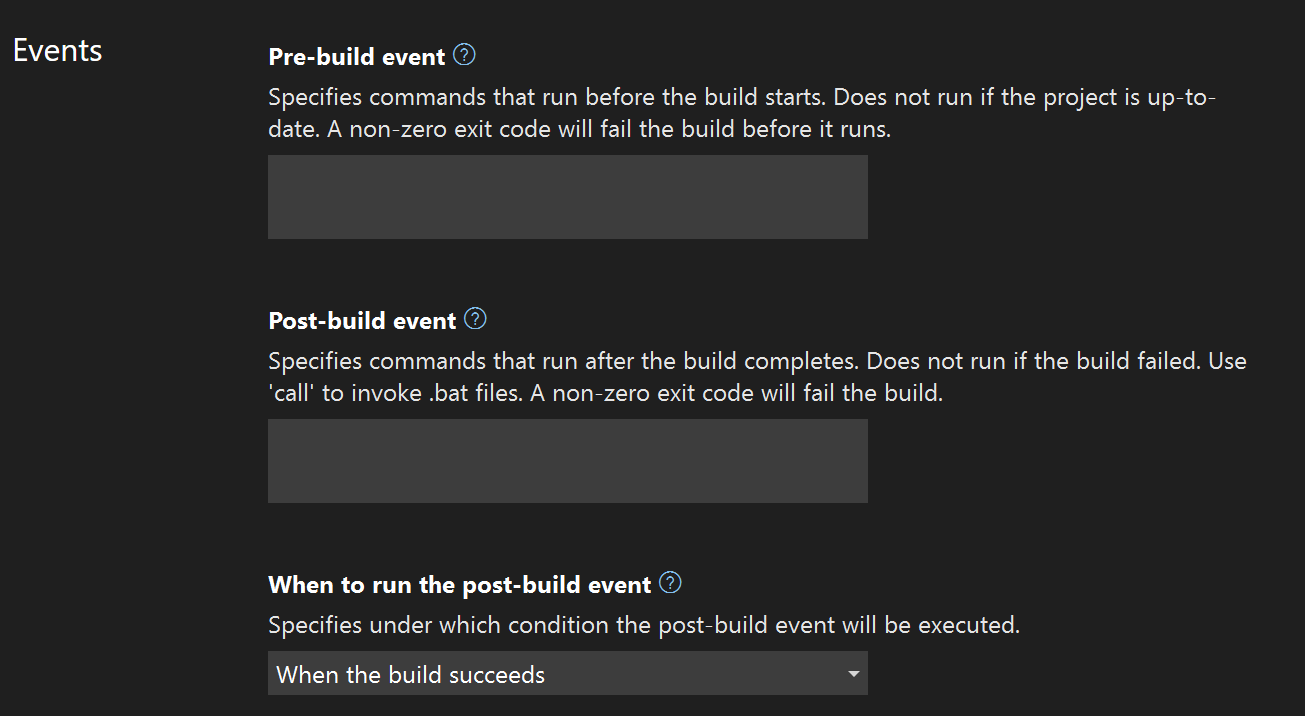 Events
Pre-build event
Specifies commands that run before the build starts. Does not run if the project is up-to-
date. A non-zero exit code will fail the build before it runs.
Post-build event
Specifies commands that run after the build completes. Does not run if the build failed. Use
'call' to invoke .bat files. A non-zero exit code will fail the build.
When to run the post-build event
Specifies under which condition the post-build event will be executed.
When the build succeeds